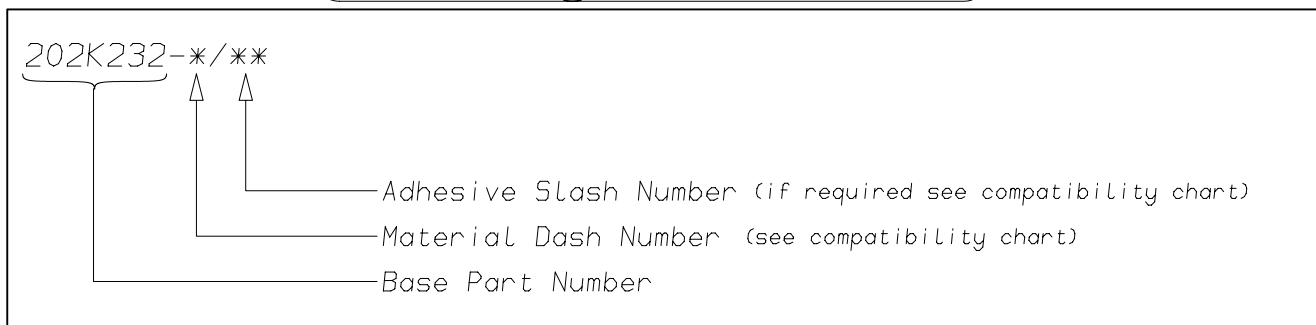 202K232-*/**
Adhesive Slash Number (if required see compatibility chart)
Material Dash Number (see compatibility chart)
Base Part Number